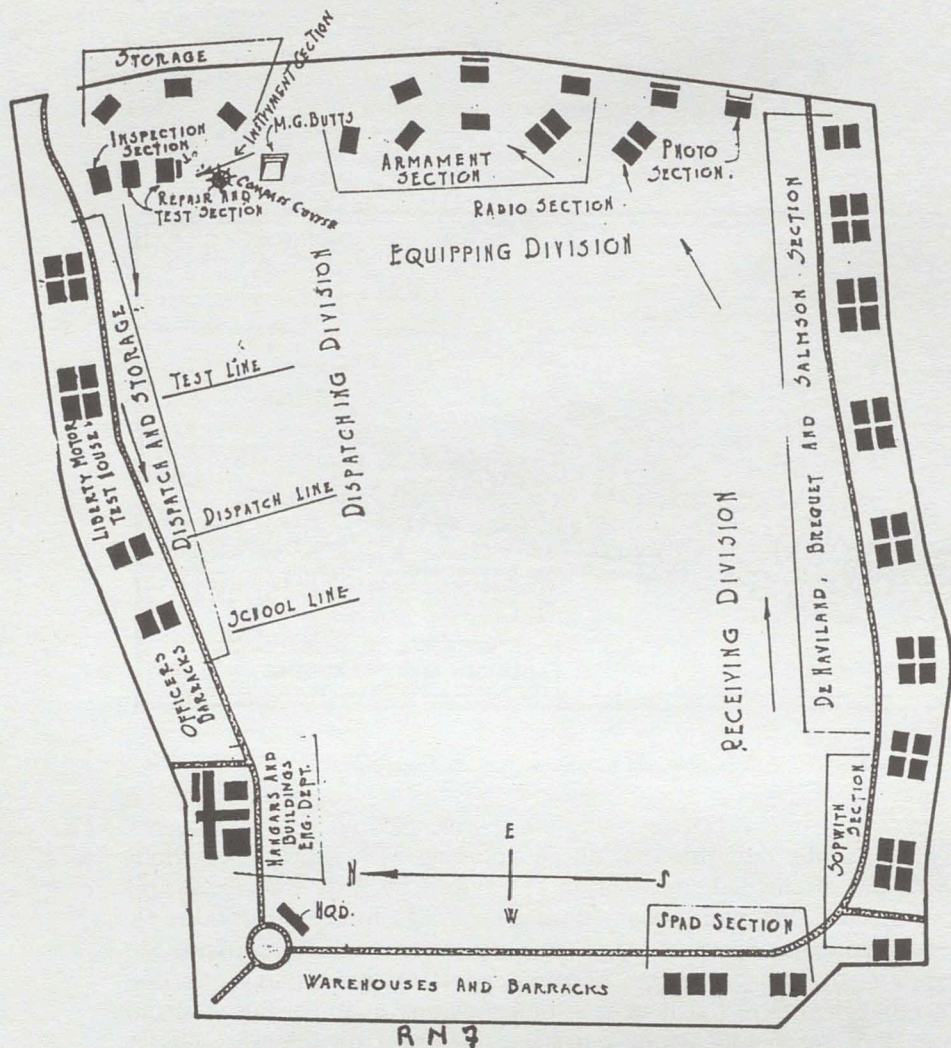 STORAGE
INSTRUMENT SECTION
M.G. BUTTS
INSPECTION
SECTION
REPAIR AND
TEST SECTION
COMPASS COURSE
ARMAMENT
SECTION
PHOTO
SECTION.
RADIO SECTION.
EQUIPPING DIVISION
DISPATCHING DIVISION
DISPATCH AND STORAGE
TEST LINE
DISPATCH LINE
SCHOOL LINE
LIBERTY MOTOR
TEST HOUSE
OFFICERS
BARRACKS
HANGARS AND
BUILDINGS
ENG. DEPT.
RECEIVING DIVISION
DE HAVILAND, BREGUET AND SALMSON SECTION
SOPWITH
SECTION
E
N
S
W
HQD.
SPAD SECTION
WAREHOUSES AND BARRACKS
R N 7